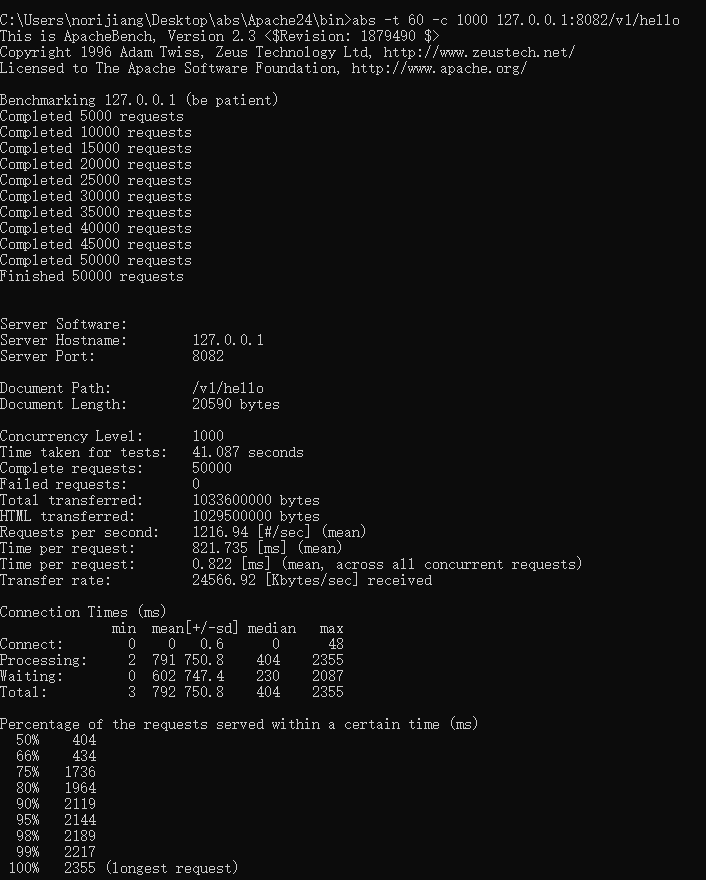 C:\Users\norijiang\Desktop\abs\Apache24\bin>abs -t 60 -c 1000 127.0.0.1:8082/v1/hello
This is ApacheBench, Version 2.3 <$Revision: 1879490 $>
Copyright 1996 Adam Twiss, Zeus Technology Ltd, http://www.zeustech.net/
Licensed to The Apache Software Foundation, http://www.apache.org/

Benchmarking 127.0.0.1 (be patient)
Completed 5000 requests
Completed 10000 requests
Completed 15000 requests
Completed 20000 requests
Completed 25000 requests
Completed 30000 requests
Completed 35000 requests
Completed 40000 requests
Completed 45000 requests
Completed 50000 requests
Finished 50000 requests


Server Software:
Server Hostname:        127.0.0.1
Server Port:            8082

Document Path:          /v1/hello
Document Length:        20590 bytes

Concurrency Level:      1000
Time taken for tests:   41.087 seconds
Complete requests:      50000
Failed requests:        0
Total transferred:      1033600000 bytes
HTML transferred:       1029500000 bytes
Requests per second:    1216.94 [#/sec] (mean)
Time per request:       821.735 [ms] (mean)
Time per request:       0.822 [ms] (mean, across all concurrent requests)
Transfer rate:          24566.92 [Kbytes/sec] received

Connection Times (ms)
              min  mean[+/-sd] median   max
Connect:        0    0   0.6      0      48
Processing:     2  791 750.8    404    2355
Waiting:        0  602 747.4    230    2087
Total:          3  792 750.8    404    2355

Percentage of the requests served within a certain time (ms)
  50%    404
  66%    434
  75%   1736
  80%   1964
  90%   2119
  95%   2144
  98%   2189
  99%   2217
 100%   2355 (longest request)